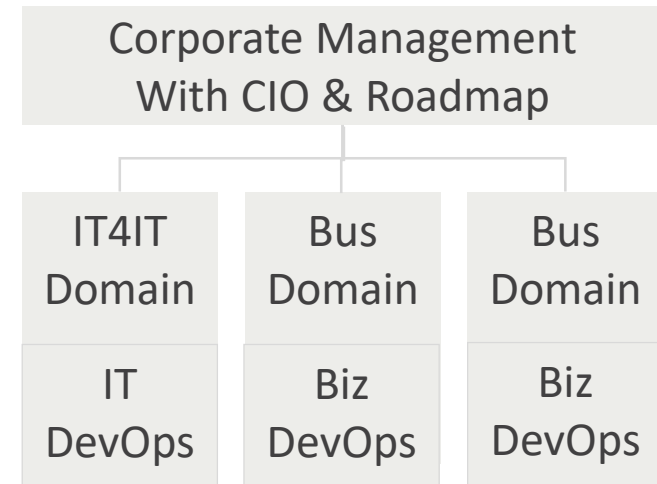 Corporate Management
With CIO & Roadmap
IT4IT
Domain
Bus
Domain
Bus
Domain
IT
DevOps
Biz
DevOps
Biz
DevOps